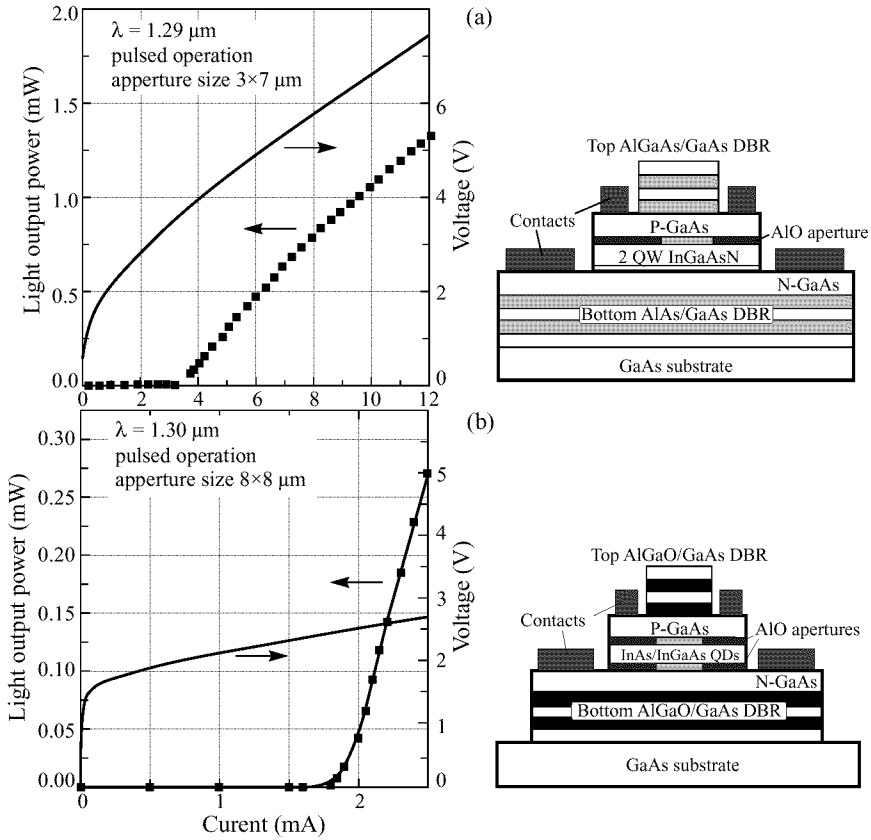 (a)
2.0
1.5
1.0
0.5
0.0
Light output power (mW)
λ = 1.29 μm
pulsed operation
apperture size 3×7 μm
6
4
2
0
Voltage (V)
0 2 4 6 8 10 12
Top AlGaAs/GaAs DBR
Contacts
P-GaAs
AlO aperture
2 QW InGaAsN
N-GaAs
Bottom AlAs/GaAs DBR
GaAs substrate
(b)
0.30
0.25
0.20
0.15
0.10
0.05
0.00
Light output power (mW)
λ = 1.30 μm
pulsed operation
apperture size 8×8 μm
5
4
3
2
1
0
Voltage (V)
0 1 2
Curent (mA)
Top AlGaO/GaAs DBR
Contacts
P-GaAs
AlO apertures
InAs/InGaAs QDs
N-GaAs
Bottom AlGaO/GaAs DBR
GaAs substrate